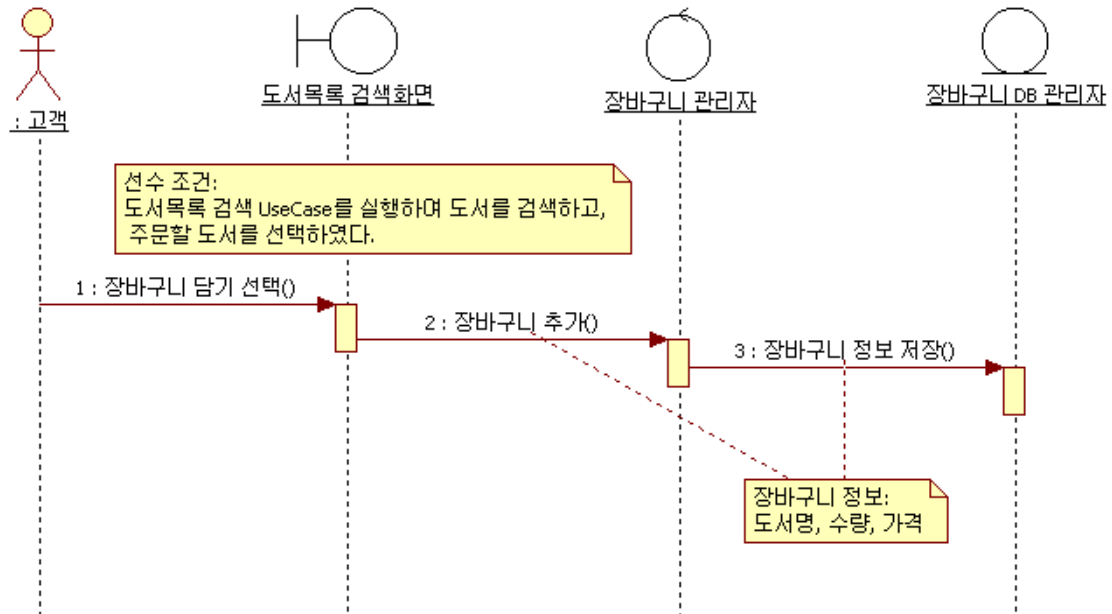 도서목록 검색화면
장바구니 관리자
장바구니 DB 관리자
: 고객
선수 조건:
도서목록 검색 UseCase를 실행하며 도서를 검색하고,
주문할 도서를 선택하였다.
1 : 장바구니 담기 선택()
2 : 장바구니 추가()
3 : 장바구니 정보 저장()
장바구니 정보:
도서명, 수량, 가격